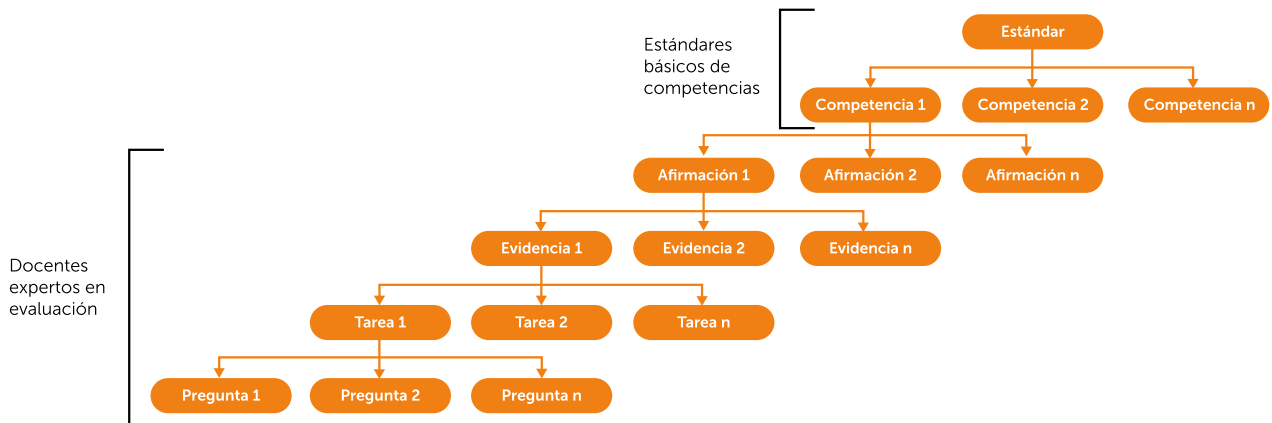 Estándares
básicos de
competencias
Estándar
Competencia 1
Competencia 2
Competencia n
Afirmación 1
Afirmación 2
Afirmación n
Docentes
expertos en
evaluación
Evidencia 1
Evidencia 2
Evidencia n
Tarea 1
Tarea 2
Tarea n
Pregunta 1
Pregunta 2
Pregunta n